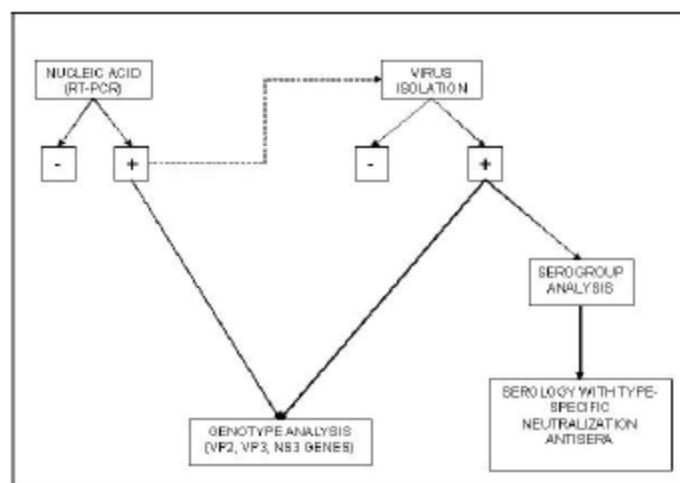 NUCLEIC ACID
(RT-PCR)
VIRUS
ISOLATION
-
+
-
+
SEROGROUP
ANALYSIS
SEROLOGY WITH TYPE-
SPECIFIC
NEUTRALIZATION
ANTISERA
GENOTYPE ANALYSIS
(VP2, VP3, NS3 GENES)